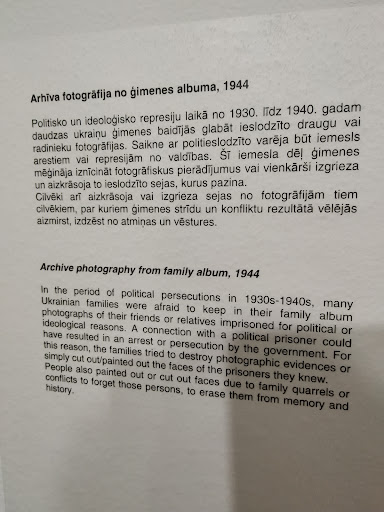 Arhīva fotogrāfija no ģimenes albuma, 1944
Politisko un ideoloģisko represiju laikā no 1930. līdz 1940. gadam
daudzas ukraiņu ģimenes baidījās glabāt ieslodzīto draugu vai
radinieku fotogrāfijas. Saikne ar politieslodzīto varēja būt iemesls
arestiem vai represijām no valdības. Šī iemesla dēļ ģimenes
mēģināja iznīcināt fotogrāfiskus pierādījumus vai vienkārši izgrieza
un aizkrāsoja to ieslodzīto sejas, kurus pazina.
Cilvēki arī aizkrāsoja vai izgrieza sejas no fotogrāfijām tiem
cilvēkiem, par kuriem ģimenes strīdu un konfliktu rezultātā vēlējās
aizmirst, izdzēst no atmiņas un vēstures.
Archive photography from family album, 1944
In the period of political persecutions in 1930s-1940s, many
Ukrainian families were afraid to keep in their family album
photographs of their friends or relatives imprisoned for political or
ideological reasons. A connection with a political prisoner could
have resulted in an arrest or persecution by the government. For
this reason, the families tried to destroy photographic evidences or
simply cut out/painted out the faces of the prisoners they knew.
People also painted out or cut out faces due to family quarrels or
conflicts to forget those persons, to erase them from memory and
history.